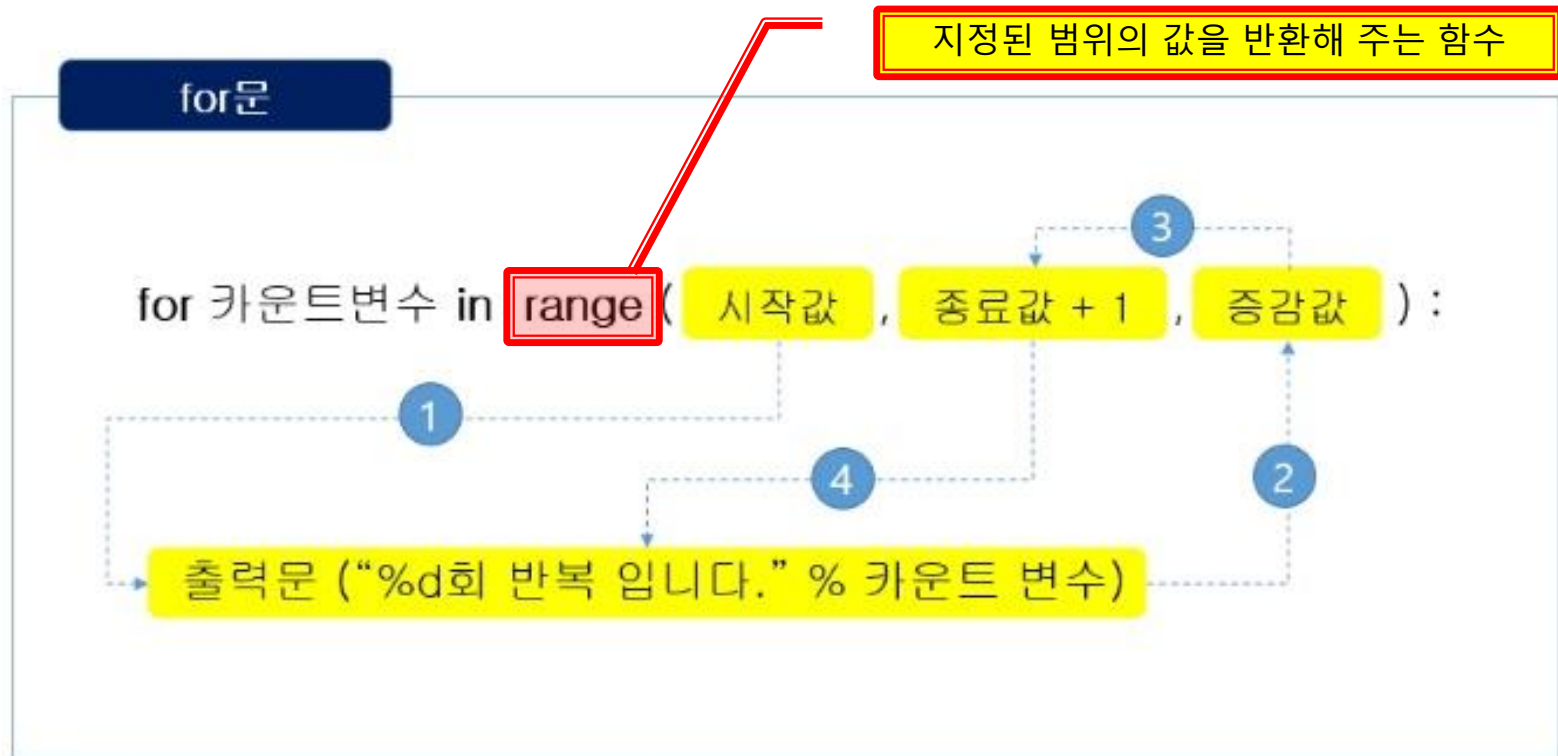 지정된 범위의 값을 반환해 주는 함수
for문
3
for 카운트변수 in range ( 시작값 , 종료값 + 1 , 증감값 ) :
1
4
2
출력문 (“%d회 반복 입니다.” % 카운트 변수)